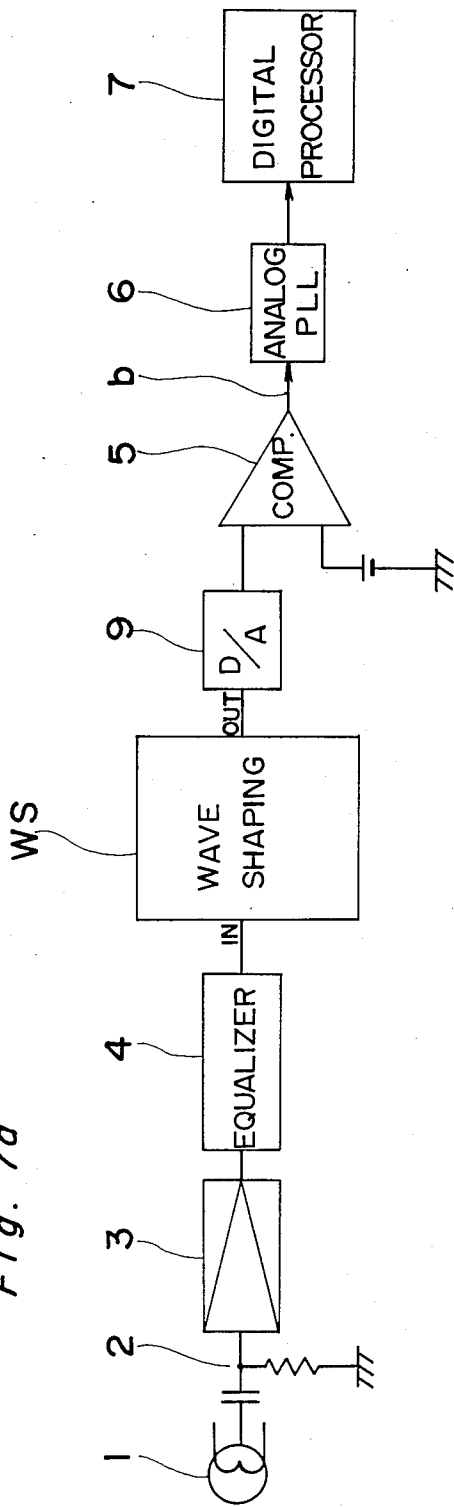 Fig. 7a
1
2
3
4
EQUALIZER
WS
IN
WAVE
SHAPING
OUT
9
D/A
5
COMP.
b
6
ANALOG
PLL
7
DIGITAL
PROCESSOR